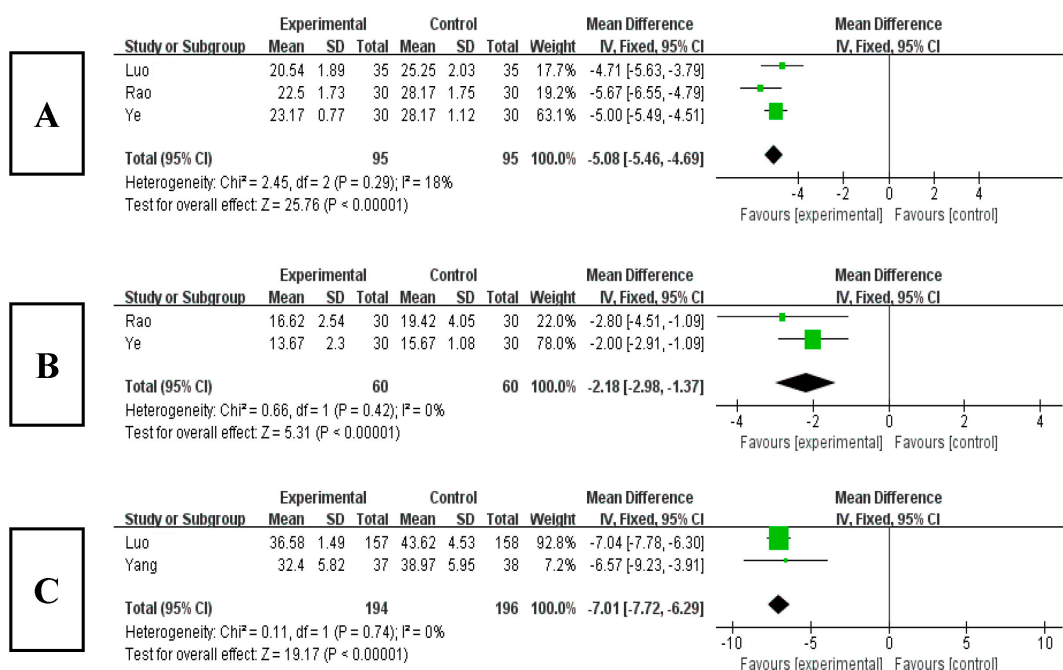 A
Experimental Control Mean Difference Mean Difference
Study or Subgroup Mean SD Total Mean SD Total Weight IV, Fixed, 95% CI IV, Fixed, 95% CI
Luo 20.54 1.89 35 25.25 2.03 35 17.7% -4.71 [-5.63, -3.79]
Rao 22.5 1.73 30 28.17 1.75 30 19.2% -5.67 [-6.55, -4.79]
Ye 23.17 0.77 30 28.17 1.12 30 63.1% -5.00 [-5.49, -4.51]
Total (95% CI) 95 95 100.0% -5.08 [-5.46, -4.69]
Heterogeneity: Chi² = 2.45, df = 2 (P = 0.29); I² = 18%
Test for overall effect: Z = 25.76 (P < 0.00001)
-4 -2 0 2 4
Favours [experimental] Favours [control]
B
Experimental Control Mean Difference Mean Difference
Study or Subgroup Mean SD Total Mean SD Total Weight IV, Fixed, 95% CI IV, Fixed, 95% CI
Rao 16.62 2.54 30 19.42 4.05 30 22.0% -2.80 [-4.51, -1.09]
Ye 13.67 2.3 30 15.67 1.08 30 78.0% -2.00 [-2.91, -1.09]
Total (95% CI) 60 60 100.0% -2.18 [-2.98, -1.37]
Heterogeneity: Chi² = 0.66, df = 1 (P = 0.42); I² = 0%
Test for overall effect: Z = 5.31 (P < 0.00001)
-4 -2 0 2 4
Favours [experimental] Favours [control]
C
Experimental Control Mean Difference Mean Difference
Study or Subgroup Mean SD Total Mean SD Total Weight IV, Fixed, 95% CI IV, Fixed, 95% CI
Luo 36.58 1.49 157 43.62 4.53 158 92.8% -7.04 [-7.78, -6.30]
Yang 32.4 5.82 37 38.97 5.95 38 7.2% -6.57 [-9.23, -3.91]
Total (95% CI) 194 196 100.0% -7.01 [-7.72, -6.29]
Heterogeneity: Chi² = 0.11, df = 1 (P = 0.74); I² = 0%
Test for overall effect: Z = 19.17 (P < 0.00001)
-10 -5 0 5 10
Favours [experimental] Favours [control]